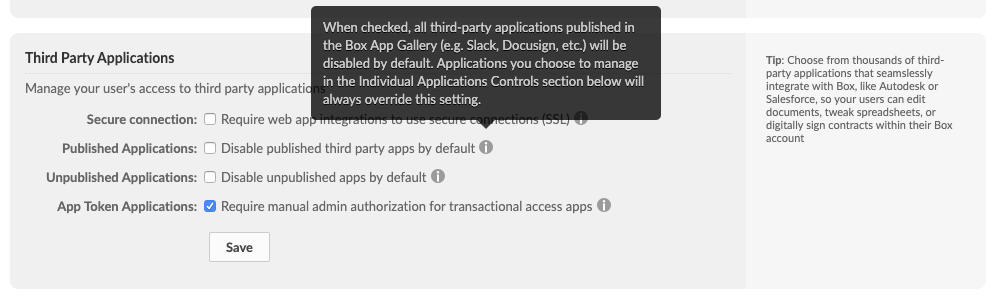 When checked, all third-party applications published in
the Box App Gallery (e.g. Slack, Docusign, etc.) will be
disabled by default. Applications you choose to manage
in the Individual Applications Controls section below will
always override this setting.
Third Party Applications
Manage your user's access to third party applications
Secure connection: Require web app integrations to use secure connections (SSL)
Published Applications: Disable published third party apps by default
Unpublished Applications: Disable unpublished apps by default
App Token Applications: Require manual admin authorization for transactional access apps
Save
Tip: Choose from thousands of third-
party applications that seamslessly
integrate with Box, like Autodesk or
Salesforce, so your users can edit
documents, tweak spreadsheets, or
digitally sign contracts within their Box
account